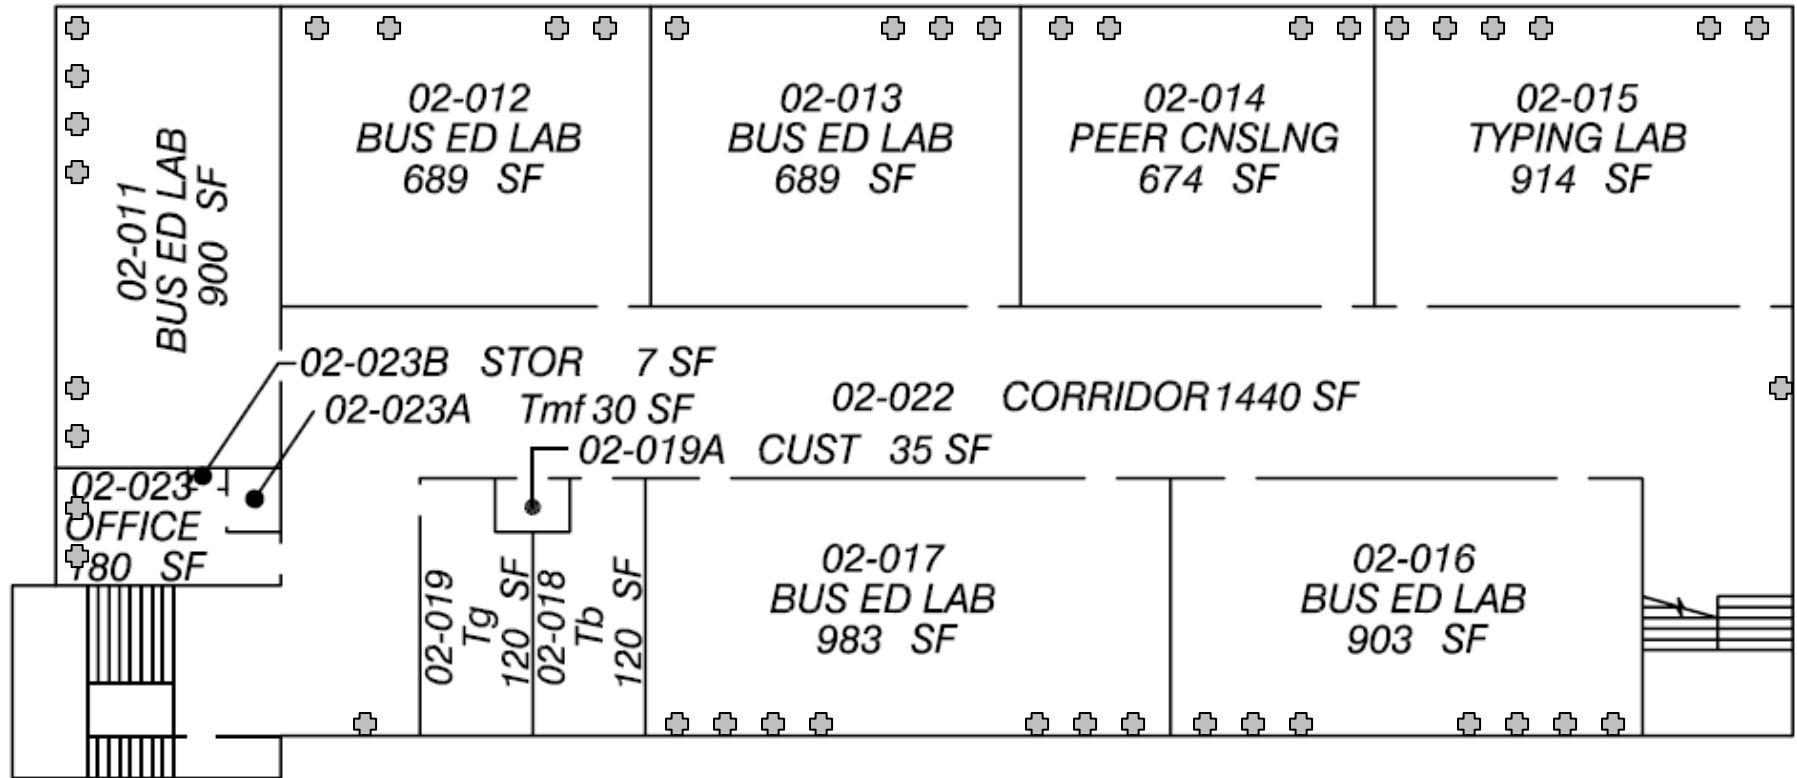 02-012
BUS ED LAB
689 SF
02-013
BUS ED LAB
689 SF
02-014
PEER CNSLNG
674 SF
02-015
TYPING LAB
914 SF
02-011
BUS ED LAB
900 SF
02-023B STOR 7 SF
02-023A Tmf 30 SF
02-022 CORRIDOR 1440 SF
02-019A CUST 35 SF
02-023
OFFICE
180 SF
02-019
Tg
120 SF
02-018
Tb
120 SF
02-017
BUS ED LAB
983 SF
02-016
BUS ED LAB
903 SF